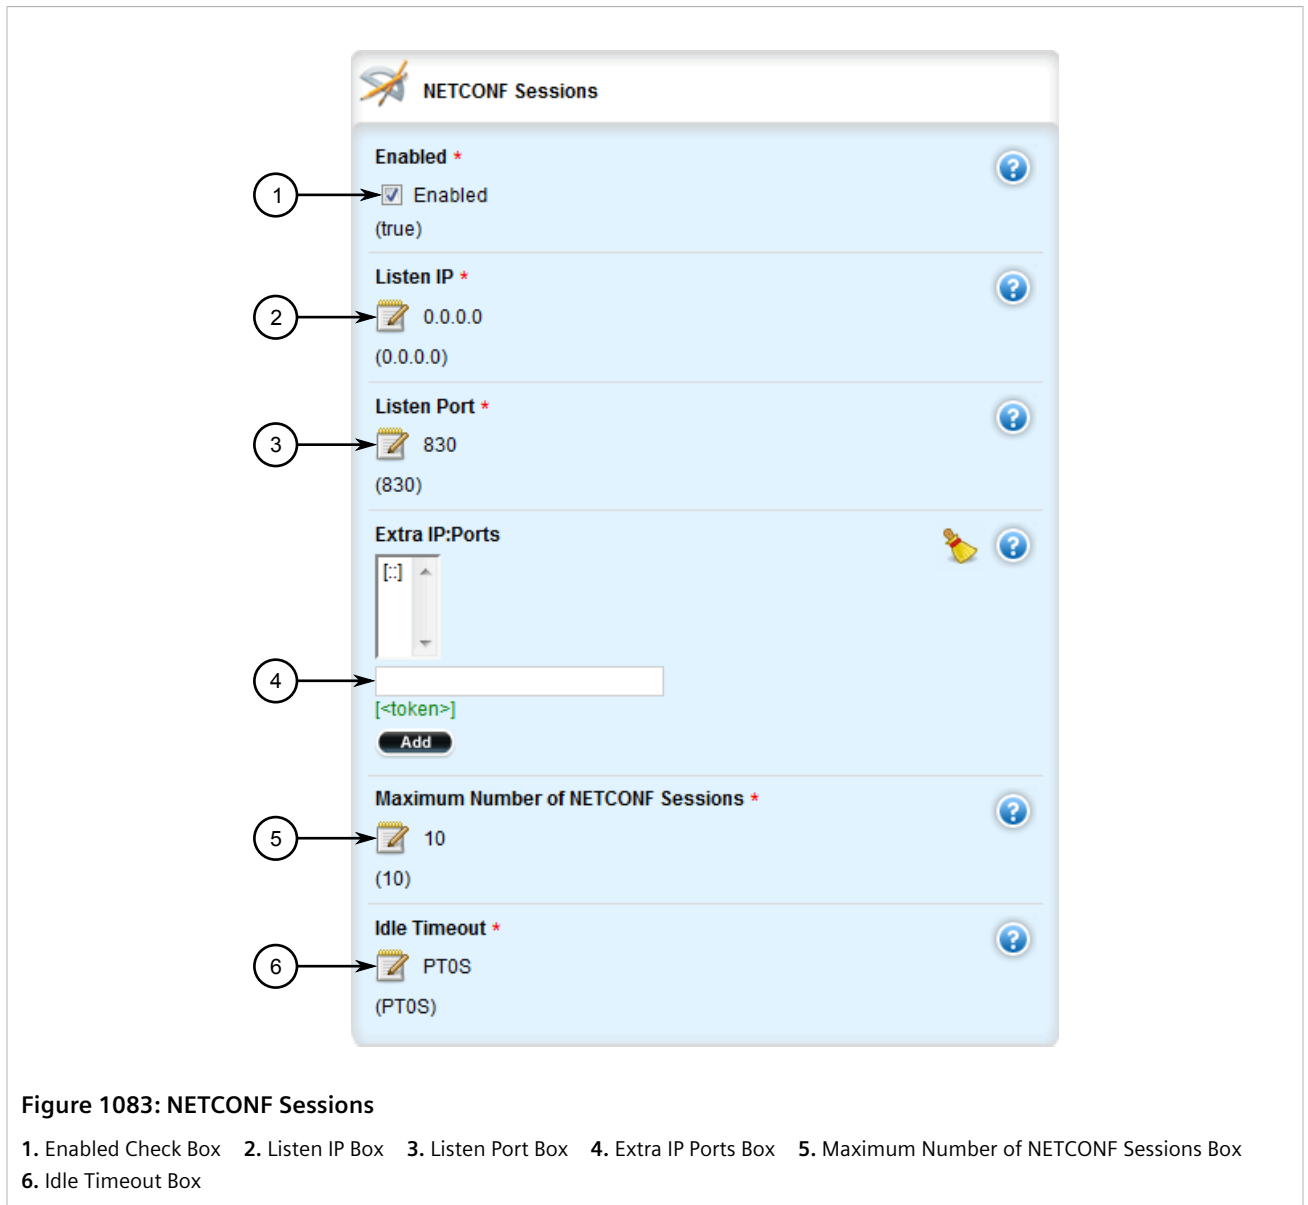 NETCONF Sessions
Enabled *
1
Enabled
(true)
Listen IP *
2
0.0.0.0
(0.0.0.0)
Listen Port *
3
830
(830)
Extra IP:Ports
[::]
4
[<token>]
Add
Maximum Number of NETCONF Sessions *
5
10
(10)
Idle Timeout *
6
PT0S
(PT0S)
Figure 1083: NETCONF Sessions
1. Enabled Check Box 2. Listen IP Box 3. Listen Port Box 4. Extra IP Ports Box 5. Maximum Number of NETCONF Sessions Box
6. Idle Timeout Box